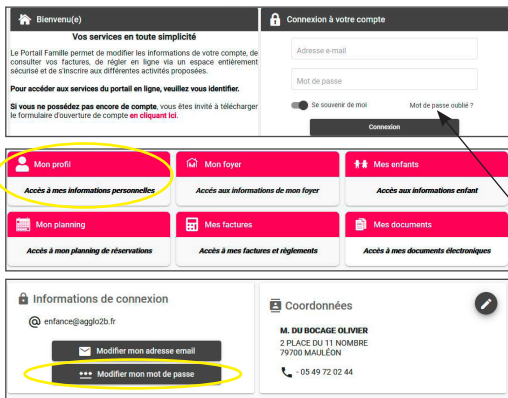 Bienvenu(e)
Vos services en toute simplicité
Le Portail Famille permet de modifier les informations de votre compte, de
consulter vos factures, de régler en ligne via un espace entièrement
sécurisé et de s'inscrire aux différentes activités proposées.
Pour accéder aux services du portail en ligne, veuillez vous identifier.
Si vous ne possédez pas encore de compte, vous êtes invité à télécharger
le formulaire d'ouverture de compte en cliquant Ici.
Connexion à votre compte
Adresse e-mail
Mot de passe
Se souvenir de moi
Mot de passe oublié ?
Connexion
Mon profil
Accès à mes informations personnelles
Mon foyer
Accés aux informations de mon foyer
Mes enfants
Accés aux informations enfant
Mon planning
Accès à mon planning de réservations
Mes factures
Accès à mes factures et règlements
Mes documents
Accès à mes documents électroniques
Informations de connexion
@ enfance@agglo2b.fr
Modifier mon adresse email
*** Modifier mon mot de passe
Coordonnées
M. DU BOCAGE OLIVIER
2 PLACE DU 11 NOMBRE
79700 MAULÉON
- 05 49 72 02 44